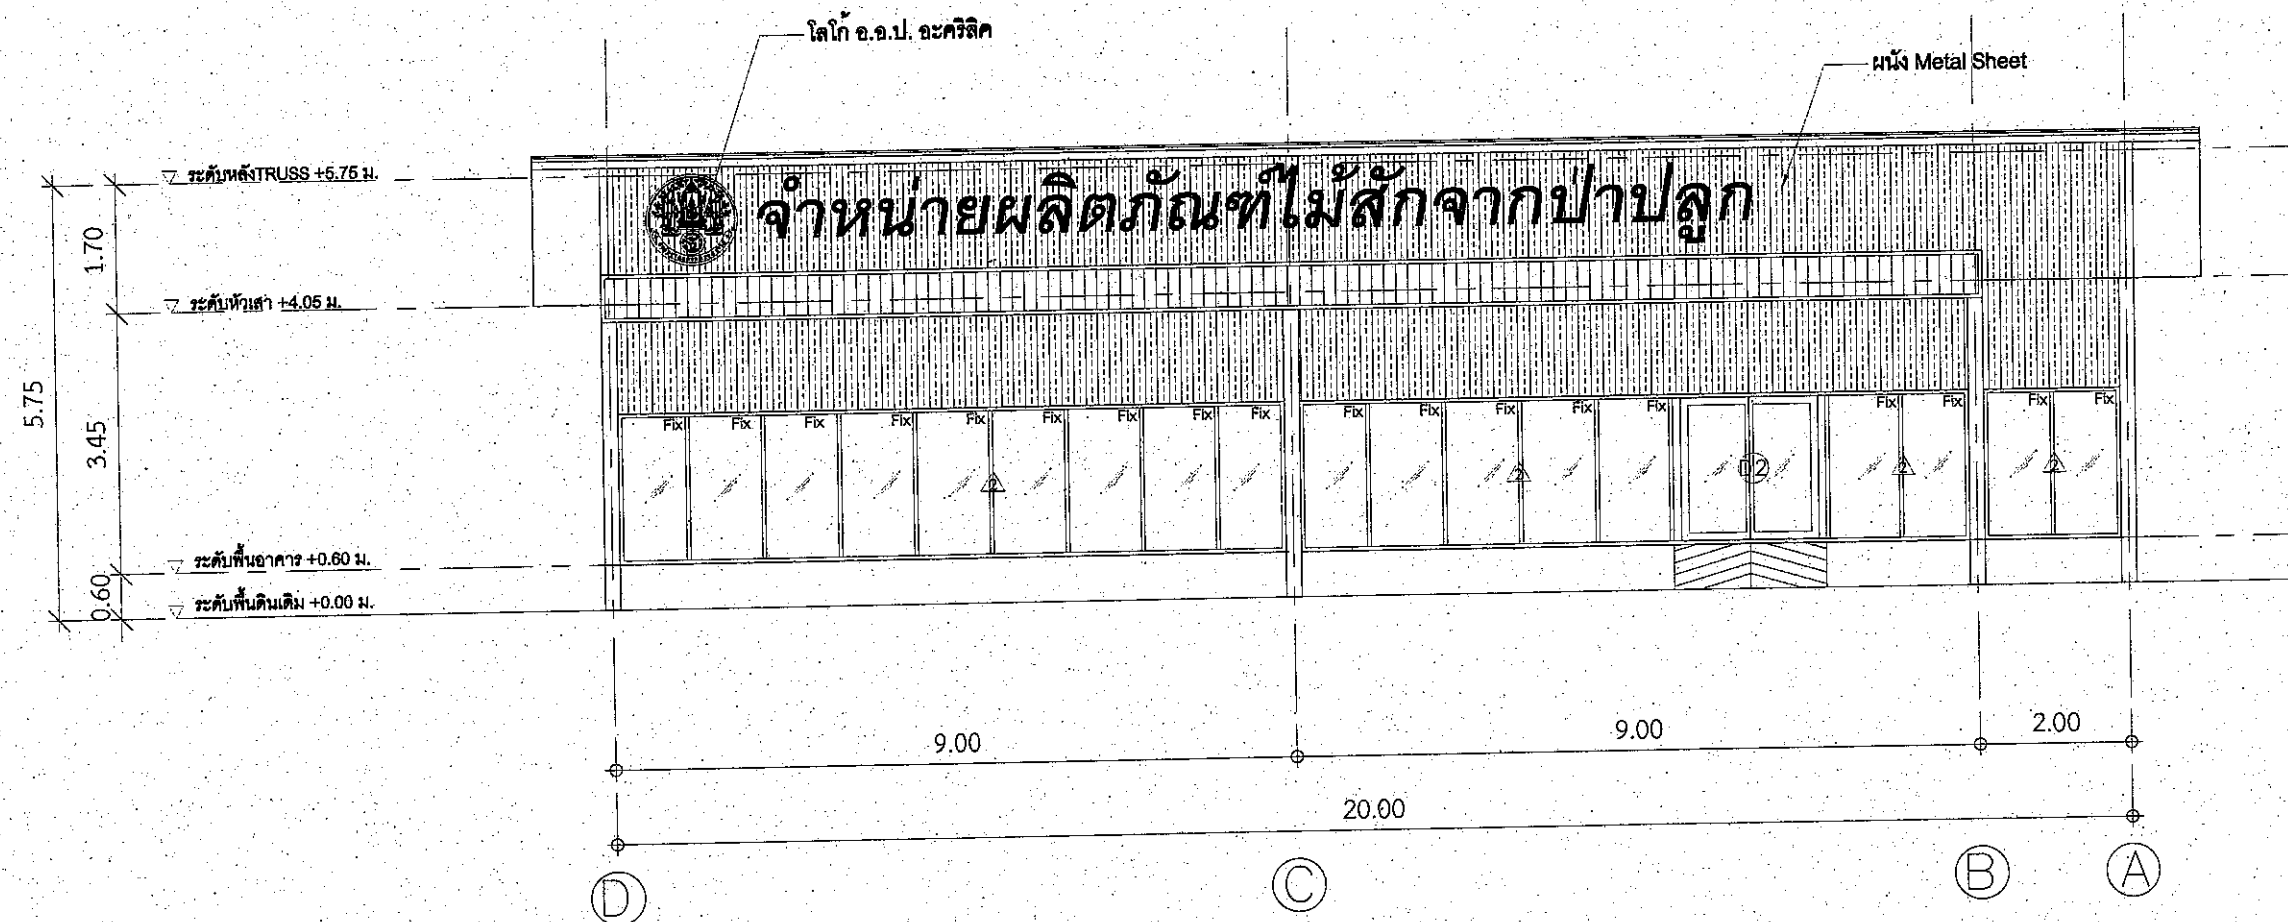 โลโก้ อ.อ.ป. อะคริลิค
ผนัง Metal Sheet
ระดับหลังTRUSS +5.75 ม.
จำหน่ายผลิตภัณฑ์ไม้สักจากป่าปลูก
1.70
ระดับหัวเสา +4.05 ม.
5.75
3.45
Fix Fix Fix Fix Fix Fix Fix Fix Fix Fix Fix Fix Fix Fix Fix Fix Fix Fix
2 2 D2 2 2
ระดับพื้นอาคาร +0.60 ม.
0.60
ระดับพื้นดินเดิม +0.00 ม.
9.00 9.00 2.00
20.00
D C B A